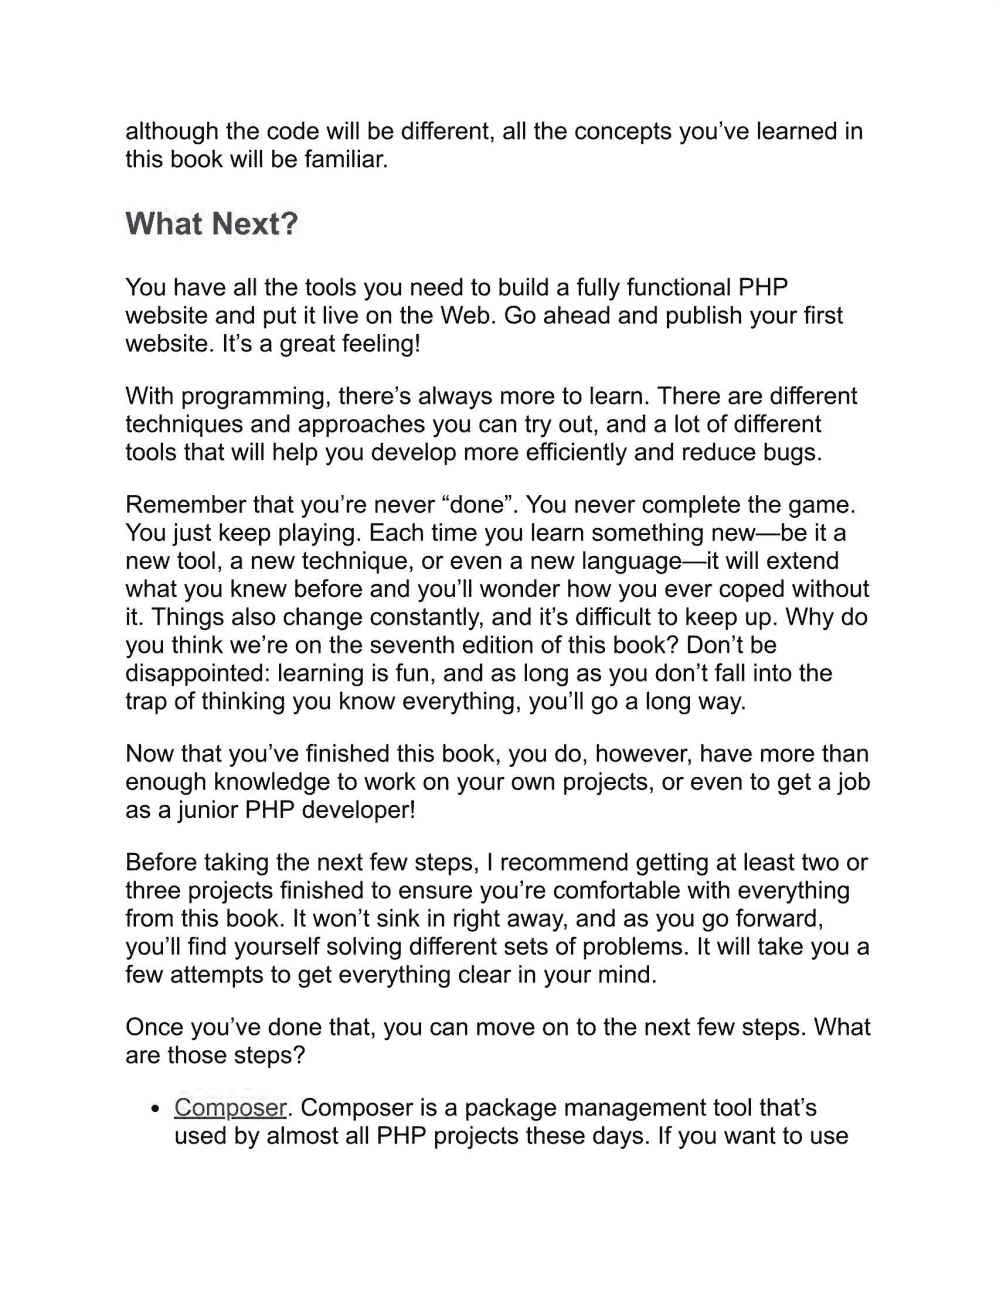 although the code will be different, all the concepts you’ve learned in
this book will be familiar.
What Next?
You have all the tools you need to build a fully functional PHP
website and put it live on the Web. Go ahead and publish your first
website. It’s a great feeling!
With programming, there’s always more to learn. There are different
techniques and approaches you can try out, and a lot of different
tools that will help you develop more efficiently and reduce bugs.
Remember that you’re never “done”. You never complete the game.
You just keep playing. Each time you learn something new—be it a
new tool, a new technique, or even a new language—it will extend
what you knew before and you’ll wonder how you ever coped without
it. Things also change constantly, and it’s difficult to keep up. Why do
you think we’re on the seventh edition of this book? Don’t be
disappointed: learning is fun, and as long as you don’t fall into the
trap of thinking you know everything, you’ll go a long way.
Now that you’ve finished this book, you do, however, have more than
enough knowledge to work on your own projects, or even to get a job
as a junior PHP developer!
Before taking the next few steps, I recommend getting at least two or
three projects finished to ensure you’re comfortable with everything
from this book. It won’t sink in right away, and as you go forward,
you’ll find yourself solving different sets of problems. It will take you a
few attempts to get everything clear in your mind.
Once you’ve done that, you can move on to the next few steps. What
are those steps?
• Composer. Composer is a package management tool that’s
used by almost all PHP projects these days. If you want to use